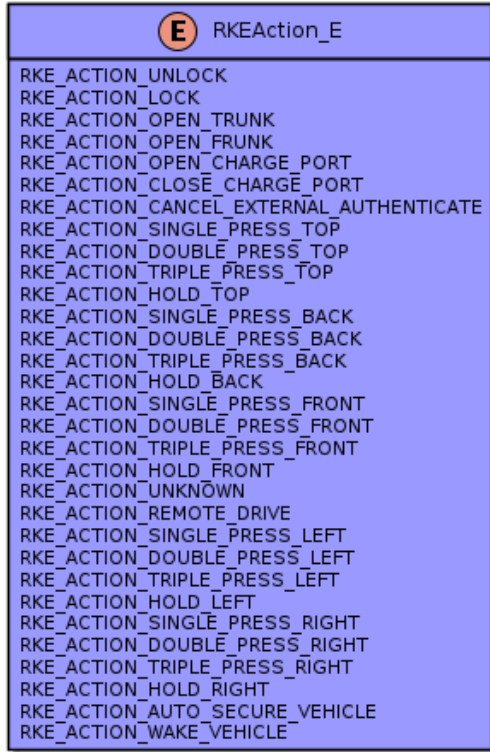 E RKEAction_E
RKE_ACTION_UNLOCK
RKE_ACTION_LOCK
RKE_ACTION_OPEN_TRUNK
RKE_ACTION_OPEN_FRUNK
RKE_ACTION_OPEN_CHARGE_PORT
RKE_ACTION_CLOSE_CHARGE_PORT
RKE_ACTION_CANCEL_EXTERNAL_AUTHENTICATE
RKE_ACTION_SINGLE_PRESS_TOP
RKE_ACTION_DOUBLE_PRESS_TOP
RKE_ACTION_TRIPLE_PRESS_TOP
RKE_ACTION_HOLD_TOP
RKE_ACTION_SINGLE_PRESS_BACK
RKE_ACTION_DOUBLE_PRESS_BACK
RKE_ACTION_TRIPLE_PRESS_BACK
RKE_ACTION_HOLD_BACK
RKE_ACTION_SINGLE_PRESS_FRONT
RKE_ACTION_DOUBLE_PRESS_FRONT
RKE_ACTION_TRIPLE_PRESS_FRONT
RKE_ACTION_HOLD_FRONT
RKE_ACTION_UNKNOWN
RKE_ACTION_REMOTE_DRIVE
RKE_ACTION_SINGLE_PRESS_LEFT
RKE_ACTION_DOUBLE_PRESS_LEFT
RKE_ACTION_TRIPLE_PRESS_LEFT
RKE_ACTION_HOLD_LEFT
RKE_ACTION_SINGLE_PRESS_RIGHT
RKE_ACTION_DOUBLE_PRESS_RIGHT
RKE_ACTION_TRIPLE_PRESS_RIGHT
RKE_ACTION_HOLD_RIGHT
RKE_ACTION_AUTO_SECURE_VEHICLE
RKE_ACTION_WAKE_VEHICLE